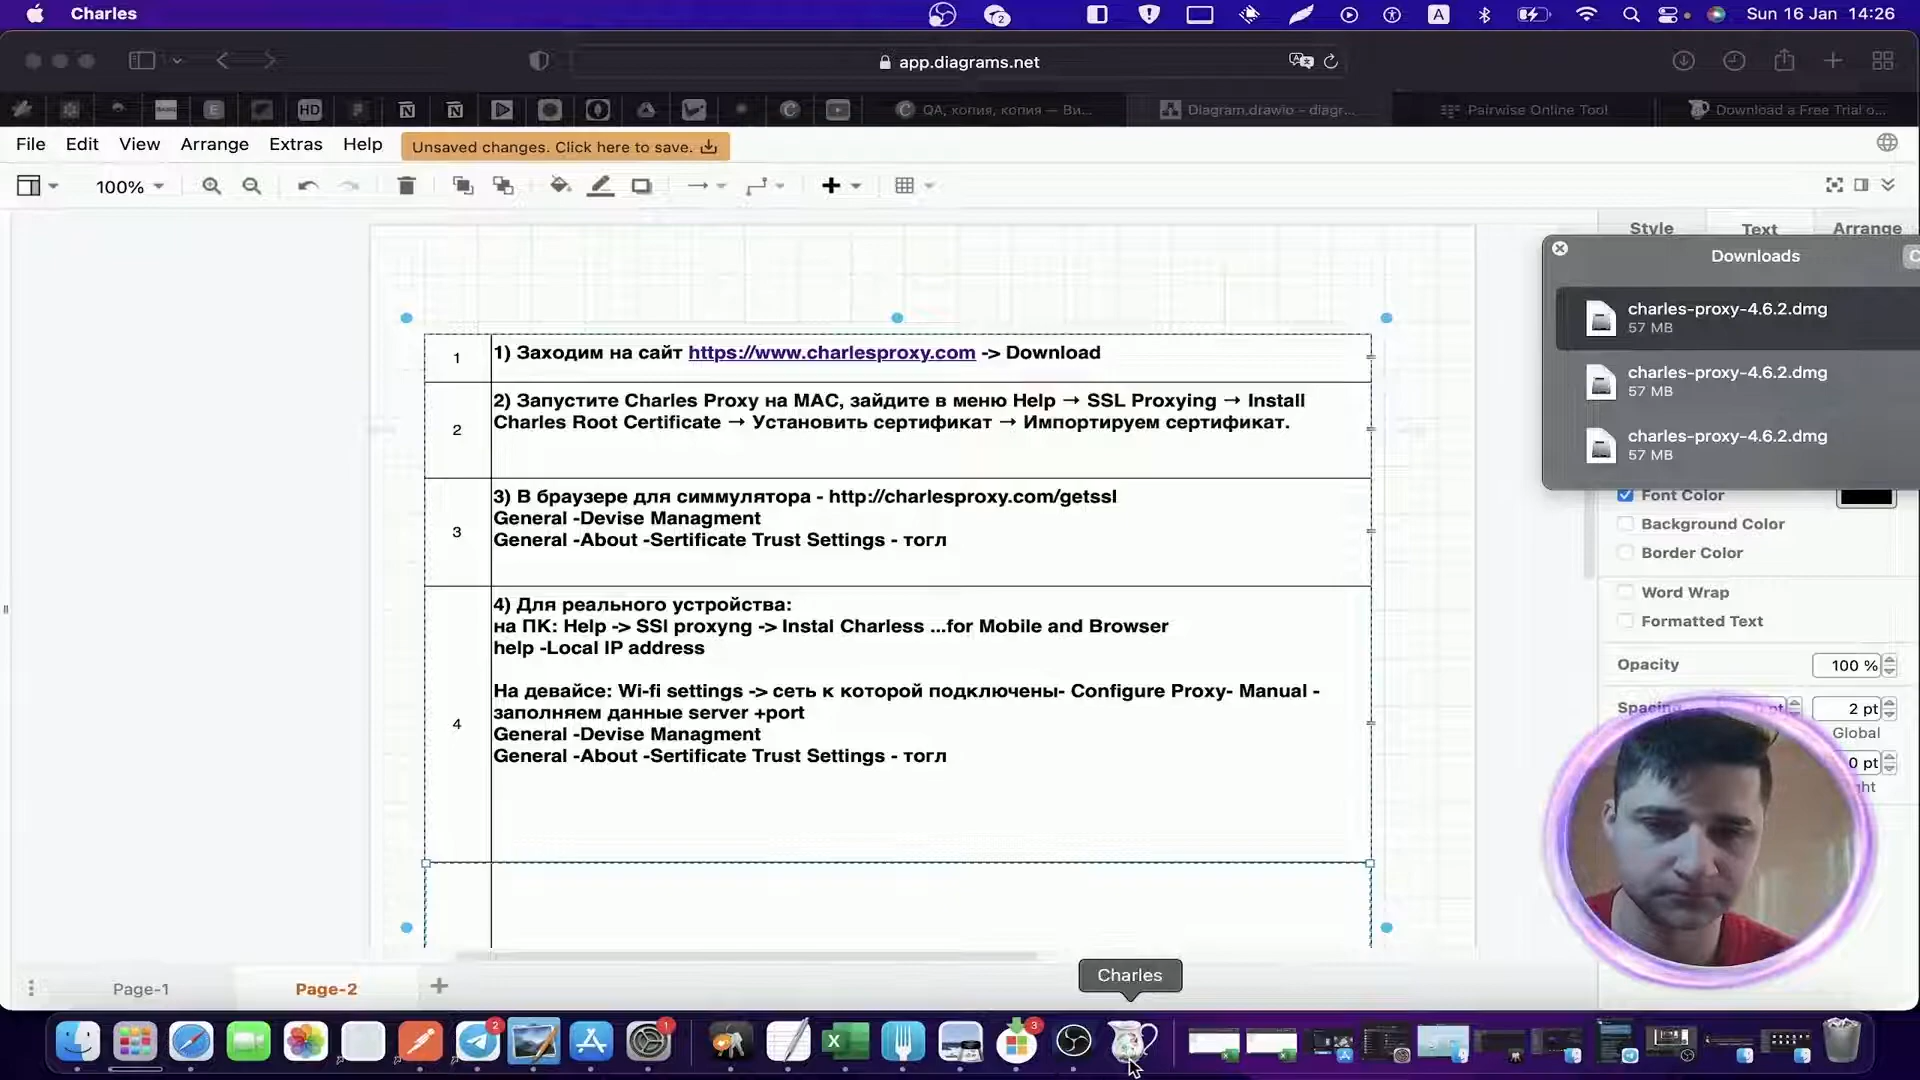 Charles
Sun 16 Jan 14:26
app.diagrams.net
HD
QA, копия, копия — Ви...
Diagram.drawio – diagr...
Pairwise Online Tool
Download a Free Trial o...
File Edit View Arrange Extras Help
Unsaved changes. Click here to save.
100%
Style Text Arrange
Downloads
charles-proxy-4.6.2.dmg
57 MB
charles-proxy-4.6.2.dmg
57 MB
charles-proxy-4.6.2.dmg
57 MB
1
1) Заходим на сайт https://www.charlesproxy.com -> Download
2
2) Запустите Charles Proxy на MAC, зайдите в меню Help → SSL Proxying → Install
Charles Root Certificate → Установить сертификат → Импортируем сертификат.
3
3) В браузере для симмулятора - http://charlesproxy.com/getssl
General -Devise Managment
General -About -Sertificate Trust Settings - тогл
4
4) Для реального устройства:
на ПК: Help -> SSl proxyng -> Instal Charless ...for Mobile and Browser
help -Local IP address
На девайсе: Wi-fi settings -> сеть к которой подключены- Configure Proxy- Manual -
заполняем данные server +port
General -Devise Managment
General -About -Sertificate Trust Settings - тогл
Font Color
Background Color
Border Color
Word Wrap
Formatted Text
Opacity
100 %
Spacing
2 pt
Global
0 pt
Page-1
Page-2
Charles